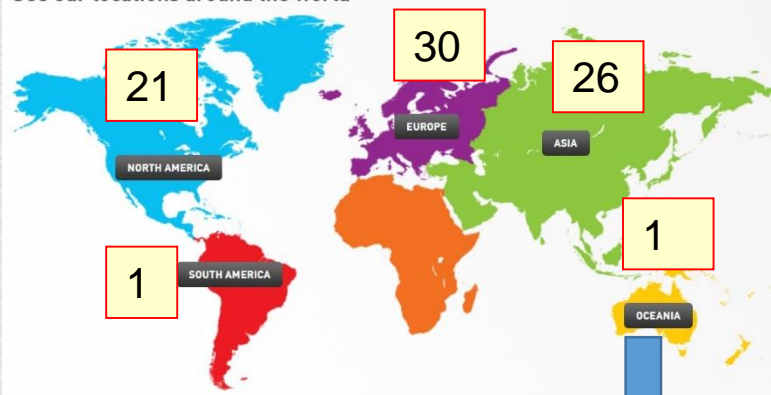 30
21
26
EUROPE
ASIA
NORTH AMERICA
1
1
SOUTH AMERICA
OCEANIA